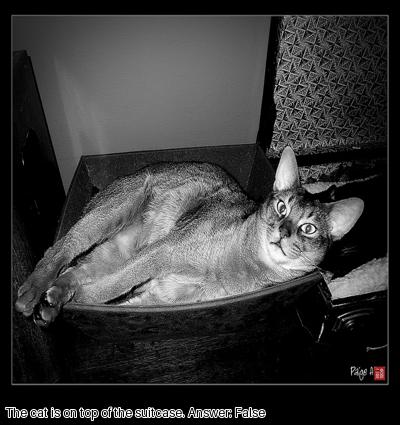 Paige A
The cat is on top of the suitcase. Answer: False